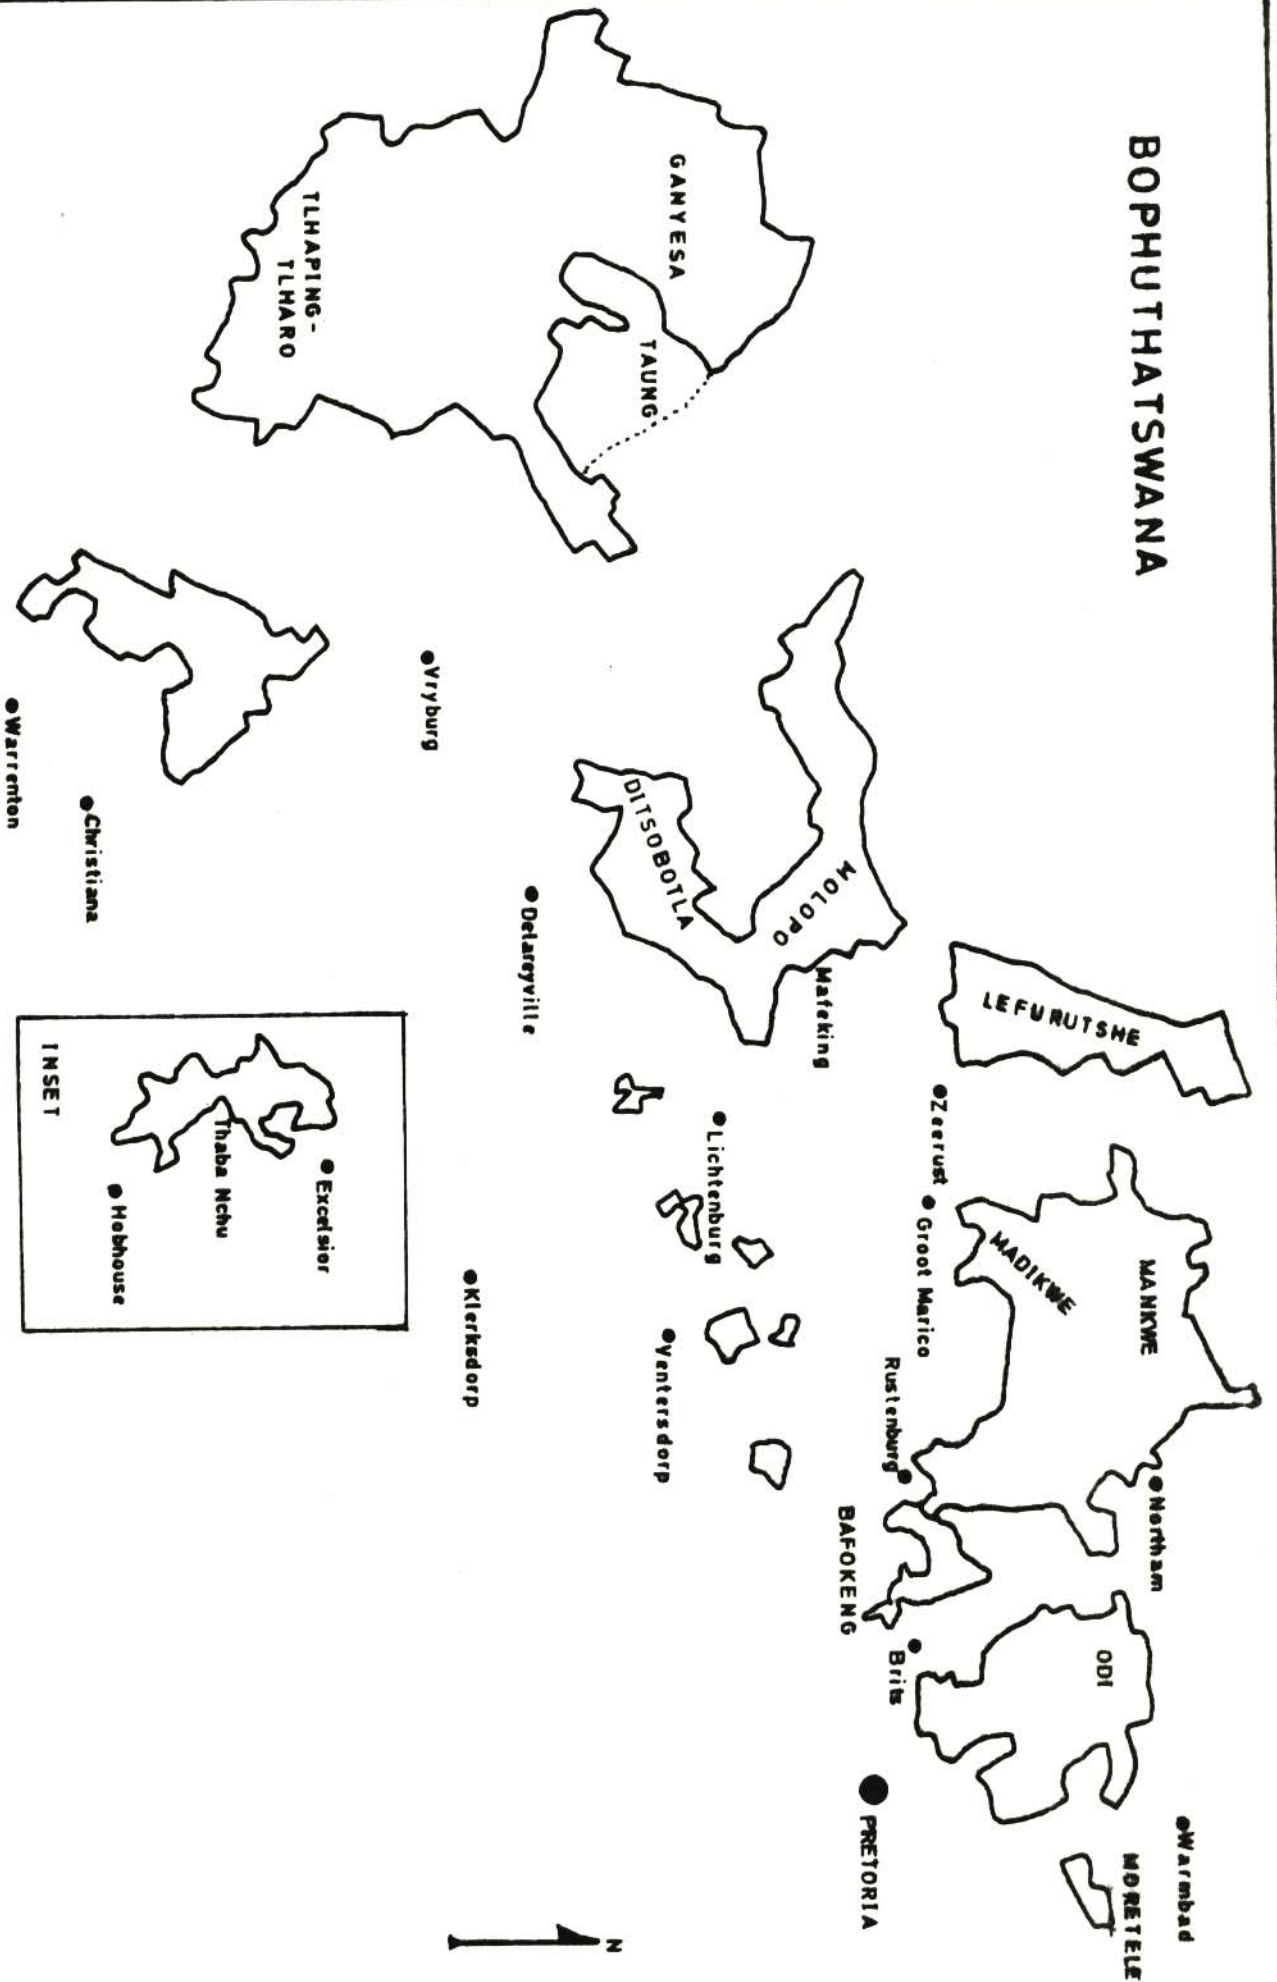 BOPHUTHATSWANA
GANYESA
TAUNG
TLHAPING-
TLHARO
Vryburg
Warrenton
Christiana
MOLOPO
DITSOBOTLA
Mafeking
Delareyville
LEFURUTSHE
Zeerust
Groot Marico
Lichtenburg
Ventersdorp
Klerksdorp
MANKWE
MADIKWE
Northam
Rustenburg
BAFOKENG
Brits
ODI
PRETORIA
Warmbad
MORETELE
N
INSET
Excelsior
Thaba Nchu
Hobhouse